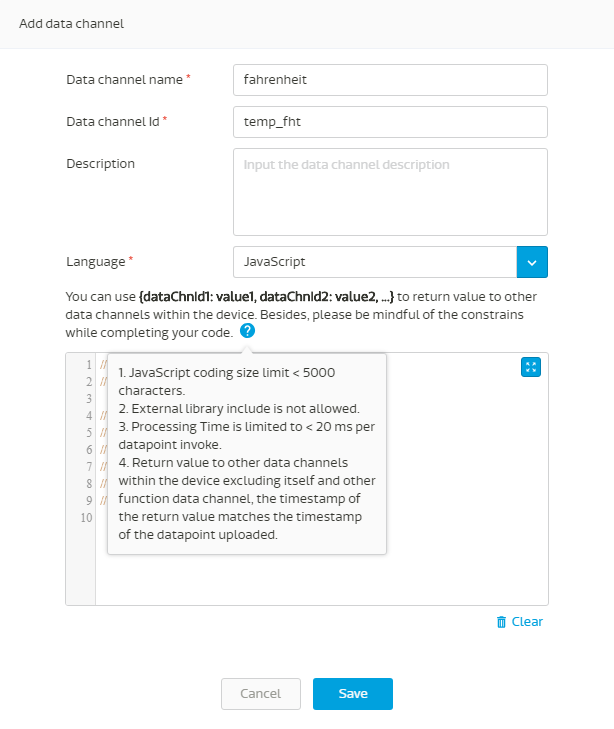 Add data channel
Data channel name *
fahrenheit
Data channel Id *
temp_fht
Description
Input the data channel description
Language *
JavaScript
You can use {dataChnId1: value1, dataChnId2: value2, ...} to return value to other
data channels within the device. Besides, please be mindful of the constrains
while completing your code. ?
1 //
2 //
3
4 //
5 //
6 //
7 //
8 //
9 //
10
1. JavaScript coding size limit < 5000
characters.
2. External library include is not allowed.
3. Processing Time is limited to < 20 ms per
datapoint invoke.
4. Return value to other data channels
within the device excluding itself and other
function data channel, the timestamp of
the return value matches the timestamp
of the datapoint uploaded.
Clear
Cancel
Save